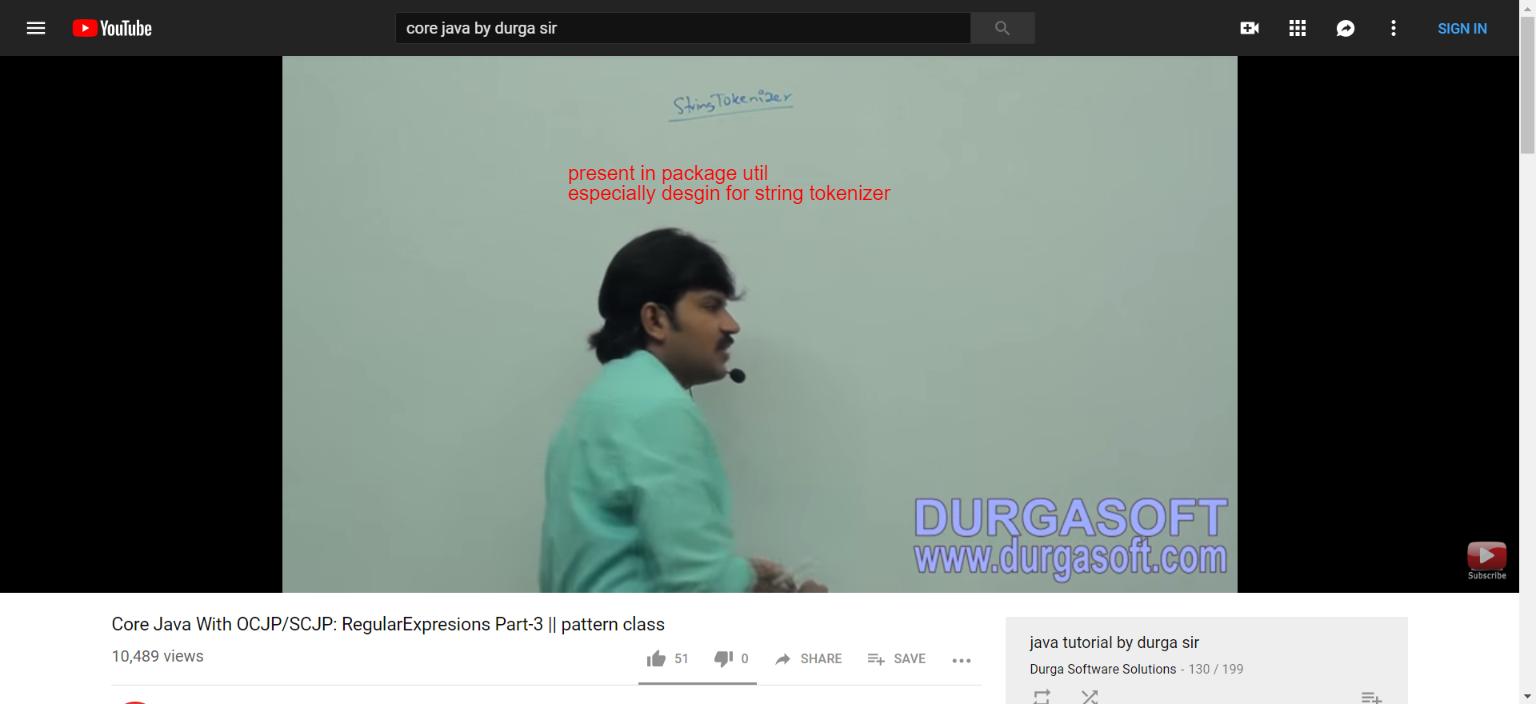 YouTube
core java by durga sir
SIGN IN
StringTokenizer
present in package util
especially desgin for string tokenizer
DURGASOFT
www.durgasoft.com
Subscribe
Core Java With OCJP/SCJP: RegularExpresions Part-3 || pattern class
10,489 views
51
0
SHARE
SAVE
java tutorial by durga sir
Durga Software Solutions - 130 / 199